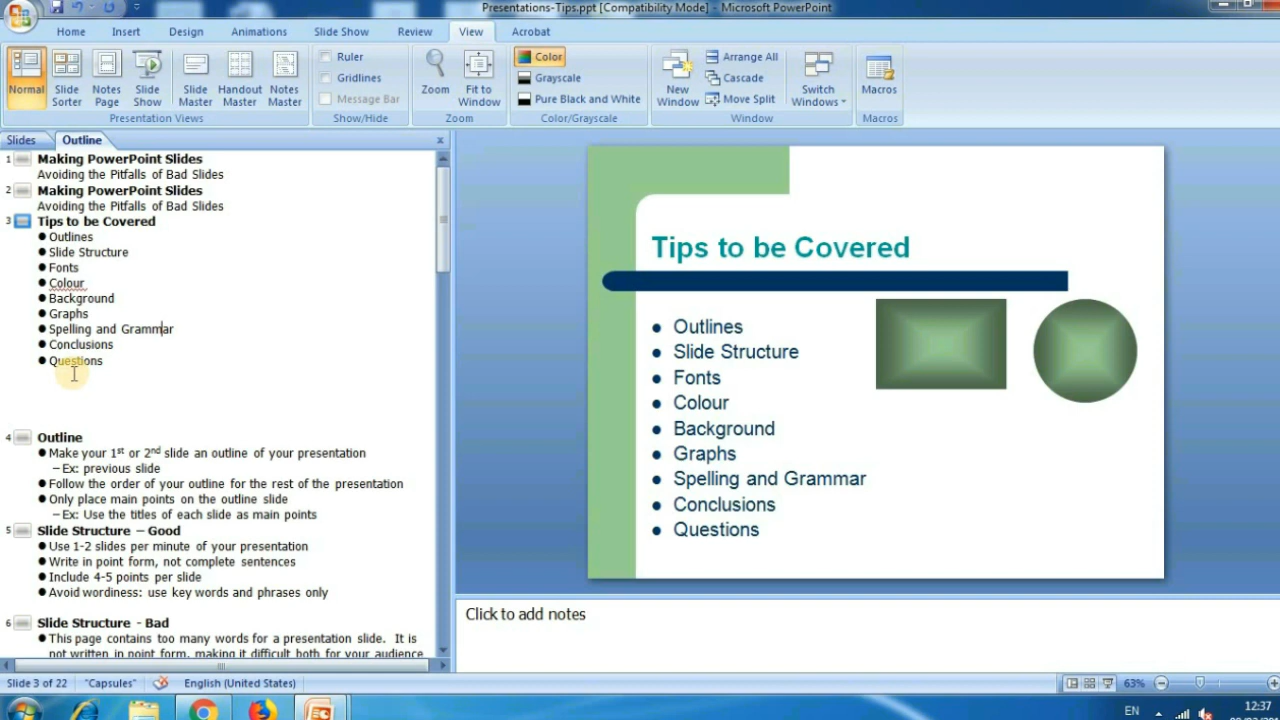 Presentations-Tips.ppt [Compatibility Mode] - Microsoft PowerPoint
Home Insert Design Animations Slide Show Review View Acrobat
Normal Slide Sorter Notes Page Slide Show Slide Master Handout Master Notes Master
Presentation Views
Ruler
Gridlines
Message Bar
Show/Hide
Zoom Fit to Window
Zoom
Color
Grayscale
Pure Black and White
Color/Grayscale
New Window
Arrange All
Cascade
Move Split
Switch Windows
Window
Macros
Macros
Slides Outline
1 Making PowerPoint Slides
Avoiding the Pitfalls of Bad Slides
2 Making PowerPoint Slides
Avoiding the Pitfalls of Bad Slides
3 Tips to be Covered
● Outlines
● Slide Structure
● Fonts
● Colour
● Background
● Graphs
● Spelling and Grammar
● Conclusions
● Questions
4 Outline
● Make your 1st or 2nd slide an outline of your presentation
– Ex: previous slide
● Follow the order of your outline for the rest of the presentation
● Only place main points on the outline slide
– Ex: Use the titles of each slide as main points
5 Slide Structure – Good
● Use 1-2 slides per minute of your presentation
● Write in point form, not complete sentences
● Include 4-5 points per slide
● Avoid wordiness: use key words and phrases only
6 Slide Structure - Bad
● This page contains too many words for a presentation slide. It is
not written in point form, making it difficult both for your audience
Tips to be Covered
● Outlines
● Slide Structure
● Fonts
● Colour
● Background
● Graphs
● Spelling and Grammar
● Conclusions
● Questions
Click to add notes
Slide 3 of 22 "Capsules" English (United States) 63%
EN 12:37